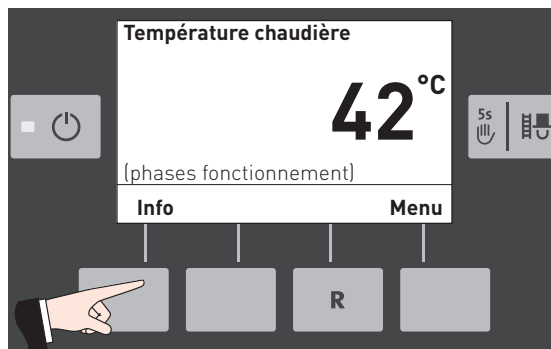 Température chaudière
42°C
5s
(phases fonctionnement)
Info Menu
R